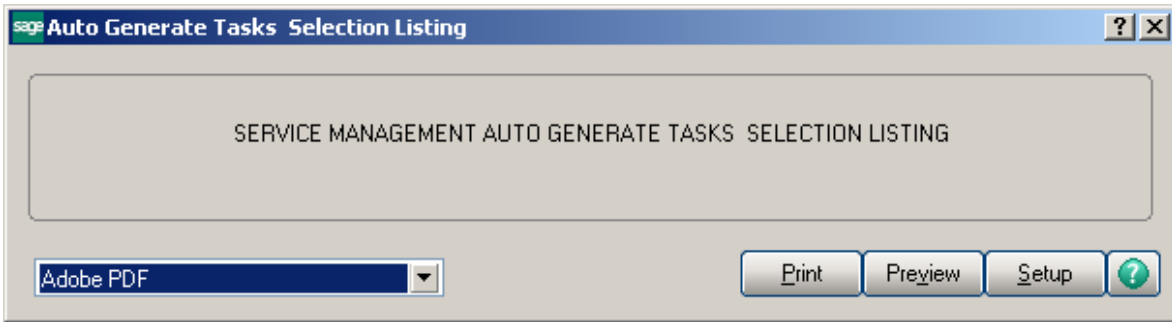 sage Auto Generate Tasks  Selection Listing ? X
SERVICE MANAGEMENT AUTO GENERATE TASKS  SELECTION LISTING
Adobe PDF Print Preview Setup ?